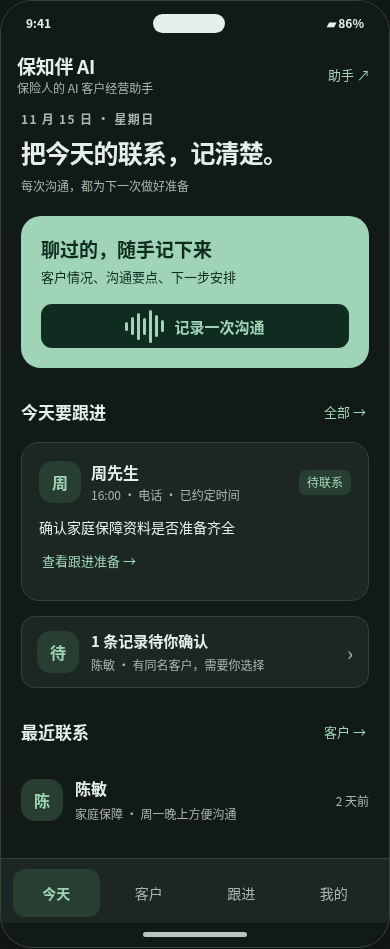 9:41
86%
保知伴 AI
保险人的 AI 客户经营助手
助手 ↗
11 月 15 日 · 星期日
把今天的联系，记清楚。
每次沟通，都为下一次做好准备
聊过的，随手记下来
客户情况、沟通要点、下一步安排
记录一次沟通
今天要跟进
全部 →
周
周先生
16:00 · 电话 · 已约定时间
待联系
确认家庭保障资料是否准备齐全
查看跟进准备 →
待
1 条记录待你确认
陈敏 · 有同名客户，需要你选择
›
最近联系
客户 →
陈
陈敏
家庭保障 · 周一晚上方便沟通
2 天前
今天
客户
跟进
我的